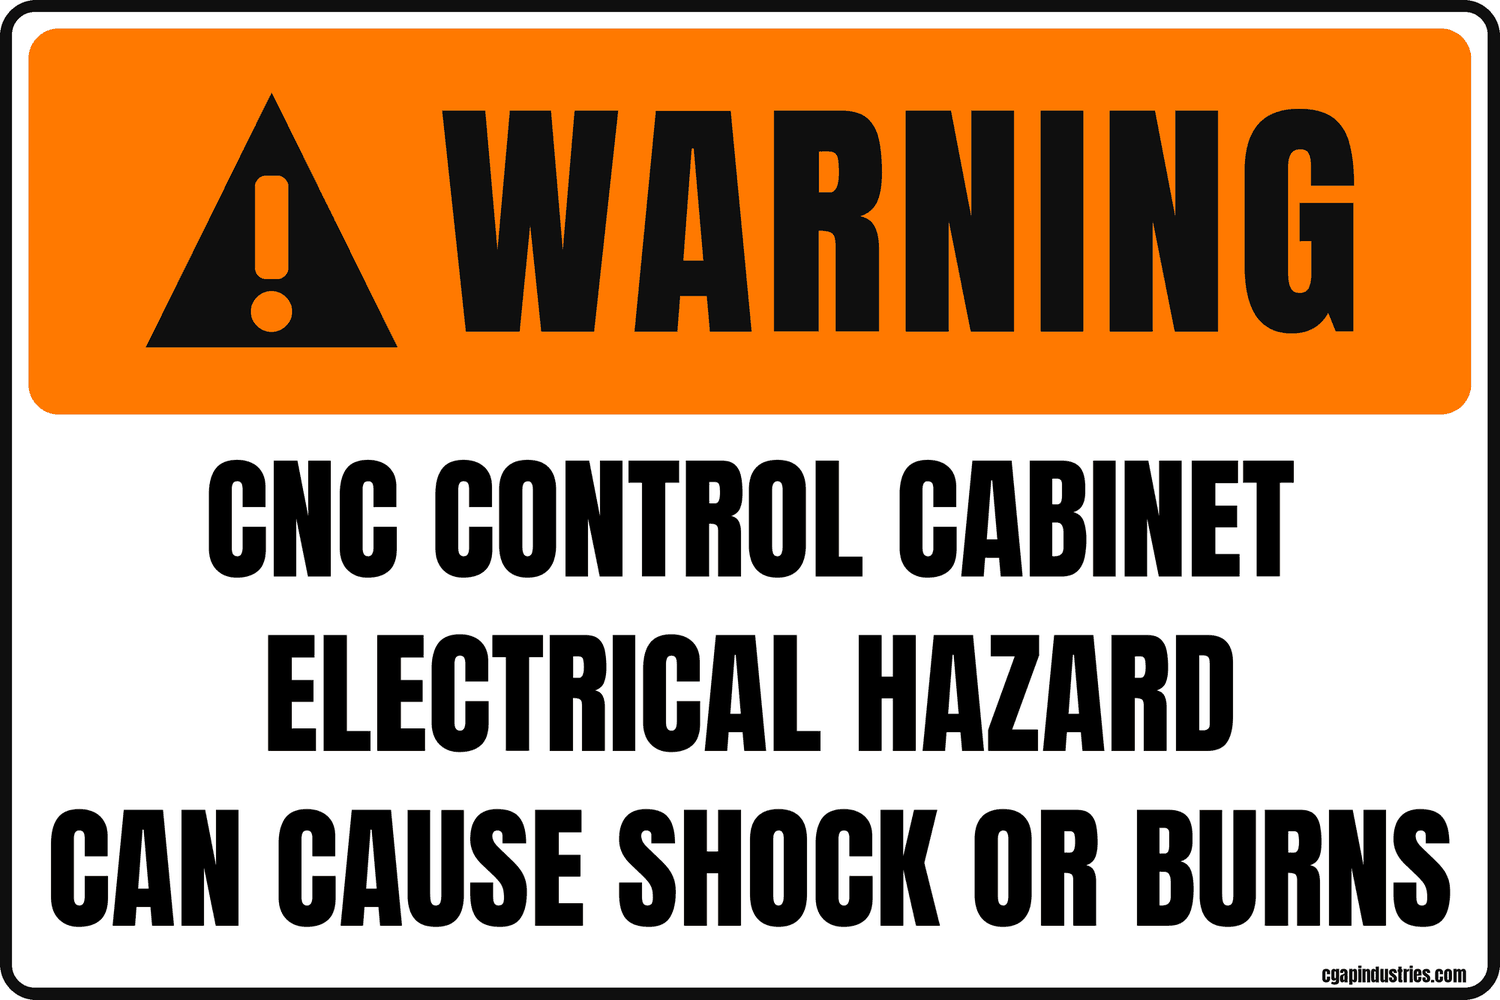 WARNING
CNC CONTROL CABINET
ELECTRICAL HAZARD
CAN CAUSE SHOCK OR BURNS
cgapindustries.com